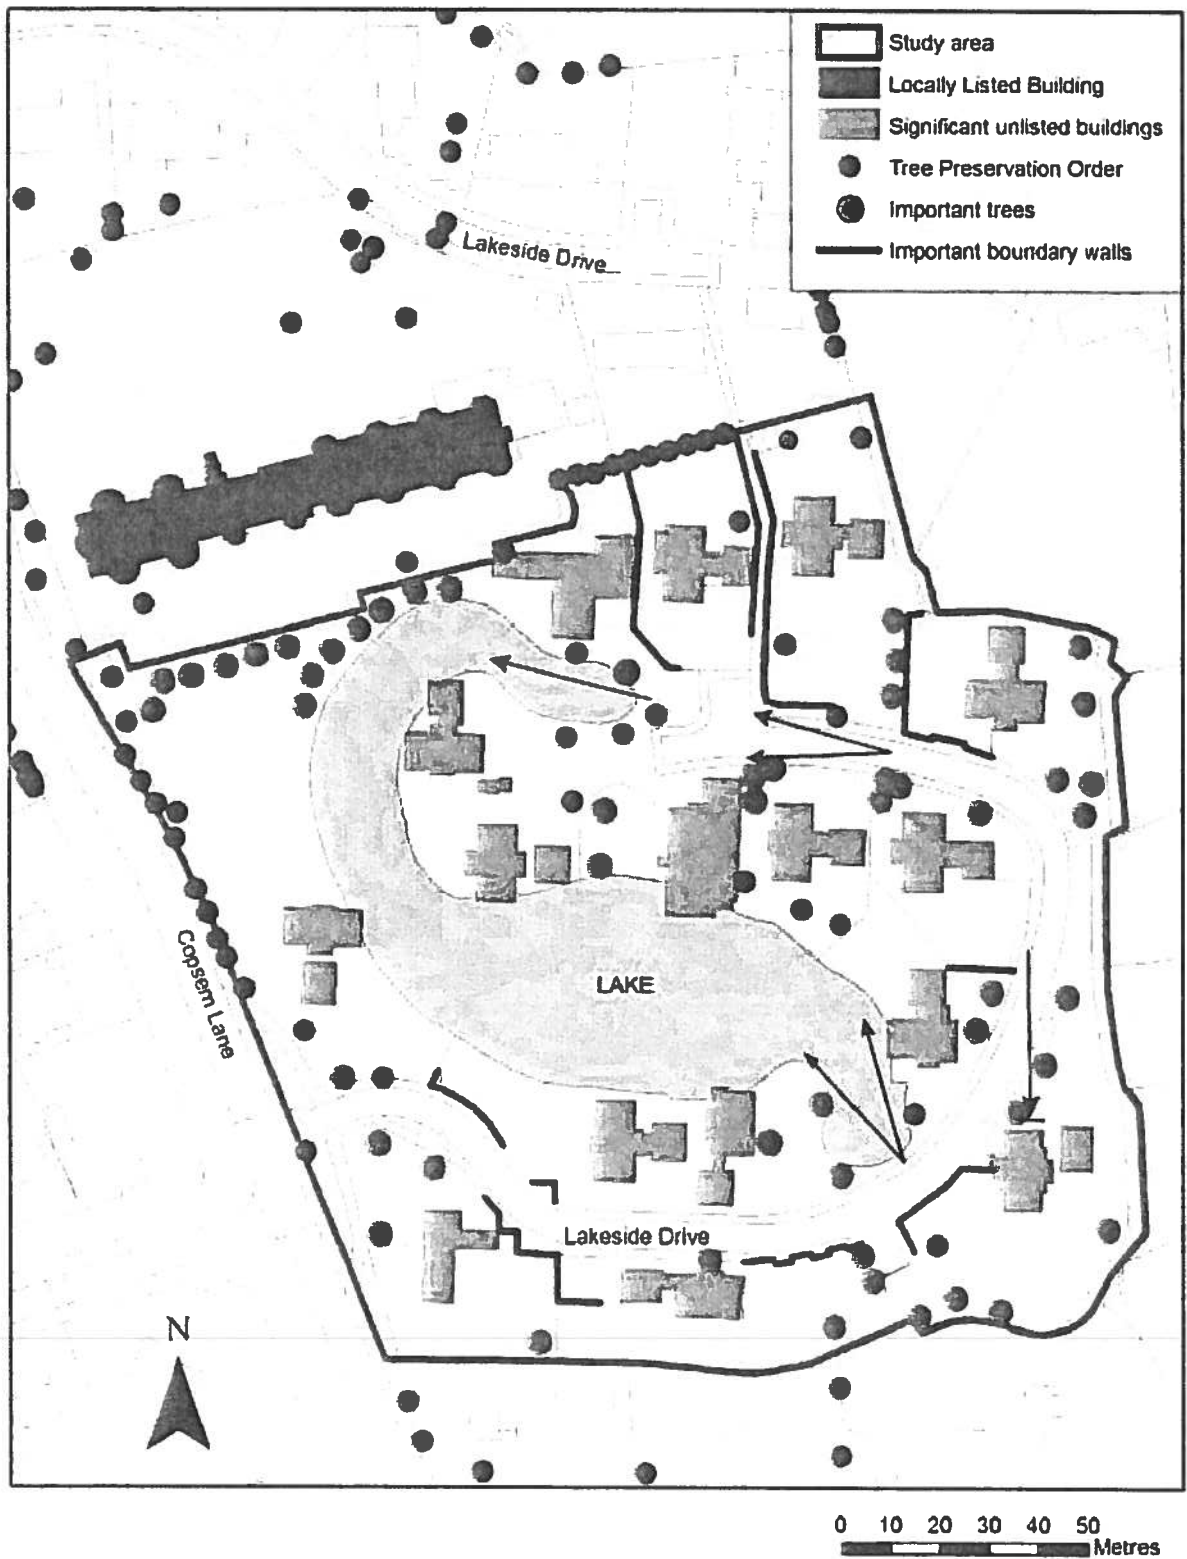 Study area
Locally Listed Building
Significant unlisted buildings
Tree Preservation Order
Important trees
Important boundary walls
Lakeside Drive
Copsem Lane
LAKE
Lakeside Drive
N
0 10 20 30 40 50
Metres